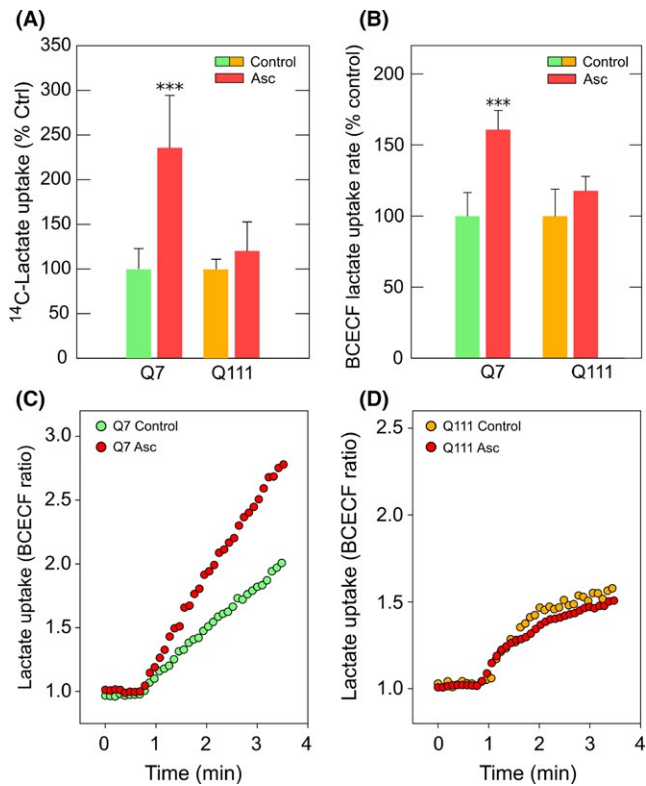 (A)
14C-Lactate uptake (% Ctrl)
350
300
250
200
150
100
50
0
Control
Asc
***
Q7
Q111
(B)
BCECF lactate uptake rate (% control)
200
150
100
50
0
Control
Asc
***
Q7
Q111
(C)
Lactate uptake (BCECF ratio)
3.0
2.5
2.0
1.5
1.0
Q7 Control
Q7 Asc
0
1
2
3
4
Time (min)
(D)
Lactate uptake (BCECF ratio)
2.5
2.0
1.5
1.0
Q111 Control
Q111 Asc
0
1
2
3
4
Time (min)